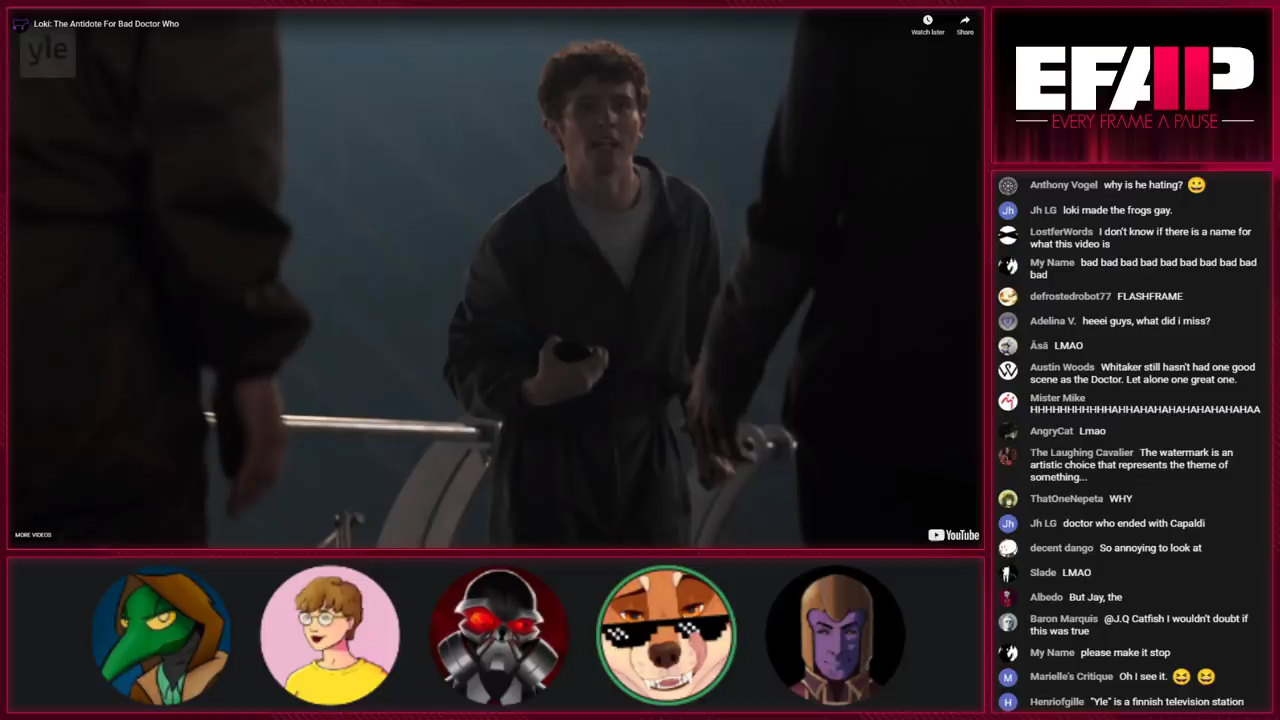 Loki: The Antidote For Bad Doctor Who
yle
Watch later
Share
MORE VIDEOS
YouTube
EFAP
EVERY FRAME A PAUSE
Anthony Vogel why is he hating? 😀
Jh
Jh LG loki made the frogs gay.
LostferWords I don't know if there is a name for
what this video is
My Name bad bad bad bad bad bad bad bad bad
bad
defrostedrobot77 FLASHFRAME
Adelina V. heeei guys, what did i miss?
Äsä LMAO
Austin Woods Whitaker still hasn't had one good
scene as the Doctor. Let alone one great one.
Mister Mike
HHHHHHHHHHAHHAHAHAHAHAHAHAHAA
AngryCat Lmao
The Laughing Cavalier The watermark is an
artistic choice that represents the theme of
something...
ThatOneNepeta WHY
Jh
Jh LG doctor who ended with Capaldi
decent dango So annoying to look at
Slade LMAO
Albedo But Jay, the
Baron Marquis @J.Q Catfish I wouldn't doubt if
this was true
My Name please make it stop
M
Marielle's Critique Oh I see it. 😆 😆
H
Henriofgille "Yle" is a finnish television station